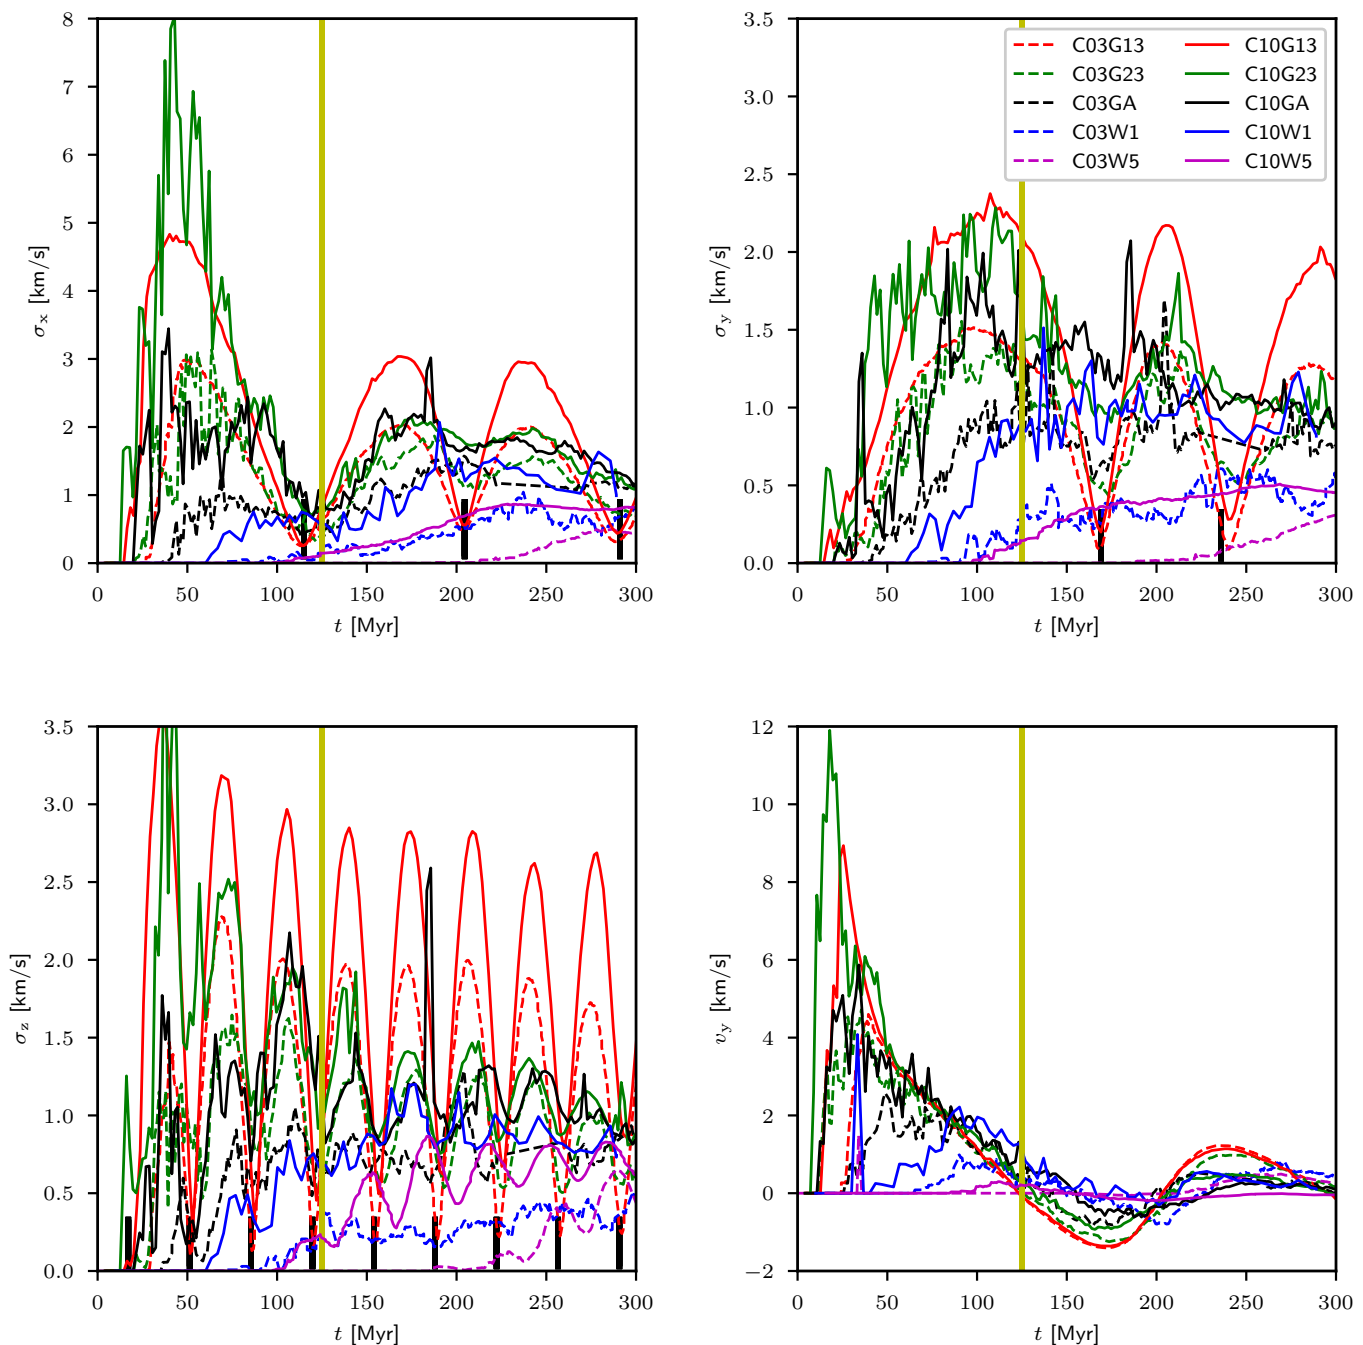 8
7
6
5
4
3
2
1
0
σx [km/s]
0 50 100 150 200 250 300
t [Myr]
3.5
3.0
2.5
2.0
1.5
1.0
0.5
0.0
σy [km/s]
0 50 100 150 200 250 300
t [Myr]
C03G13 C10G13
C03G23 C10G23
C03GA C10GA
C03W1 C10W1
C03W5 C10W5
3.5
3.0
2.5
2.0
1.5
1.0
0.5
0.0
σz [km/s]
0 50 100 150 200 250 300
t [Myr]
12
10
8
6
4
2
0
−2
vy [km/s]
0 50 100 150 200 250 300
t [Myr]